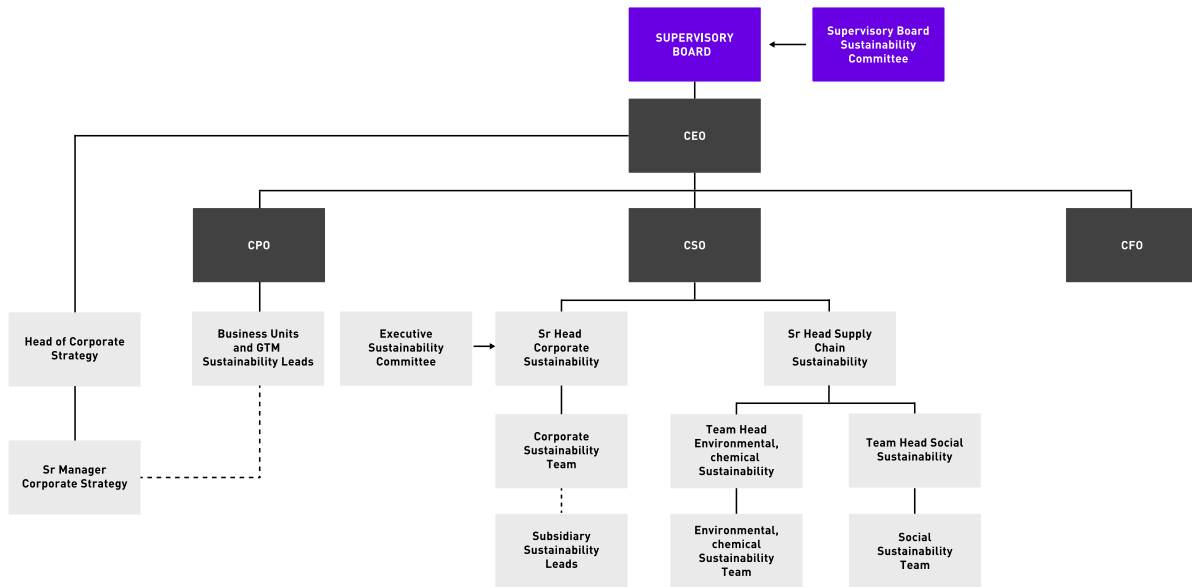 SUPERVISORY
BOARD
Supervisory Board
Sustainability
Committee
CEO
CPO
CSO
CFO
Head of Corporate
Strategy
Business Units
and GTM
Sustainability Leads
Executive
Sustainability
Committee
Sr Head
Corporate
Sustainability
Sr Head Supply
Chain
Sustainability
Sr Manager
Corporate Strategy
Corporate
Sustainability
Team
Team Head
Environmental,
chemical
Sustainability
Team Head Social
Sustainability
Subsidiary
Sustainability
Leads
Environmental,
chemical
Sustainability
Team
Social
Sustainability
Team